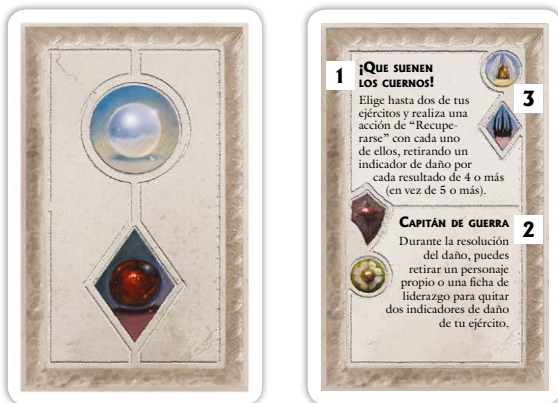 1
¡Que suenen
los cuernos!
Elige hasta dos de tus
ejércitos y realiza una
acción de “Recupe-
rarse” con cada uno
de ellos, retirando un
indicador de daño por
cada resultado de 4 o más
(en vez de 5 o más).
3
Capitán de guerra
2
Durante la resolución
del daño, puedes
retirar un personaje
propio o una ficha de
liderazgo para quitar
dos indicadores de daño
de tu ejército.